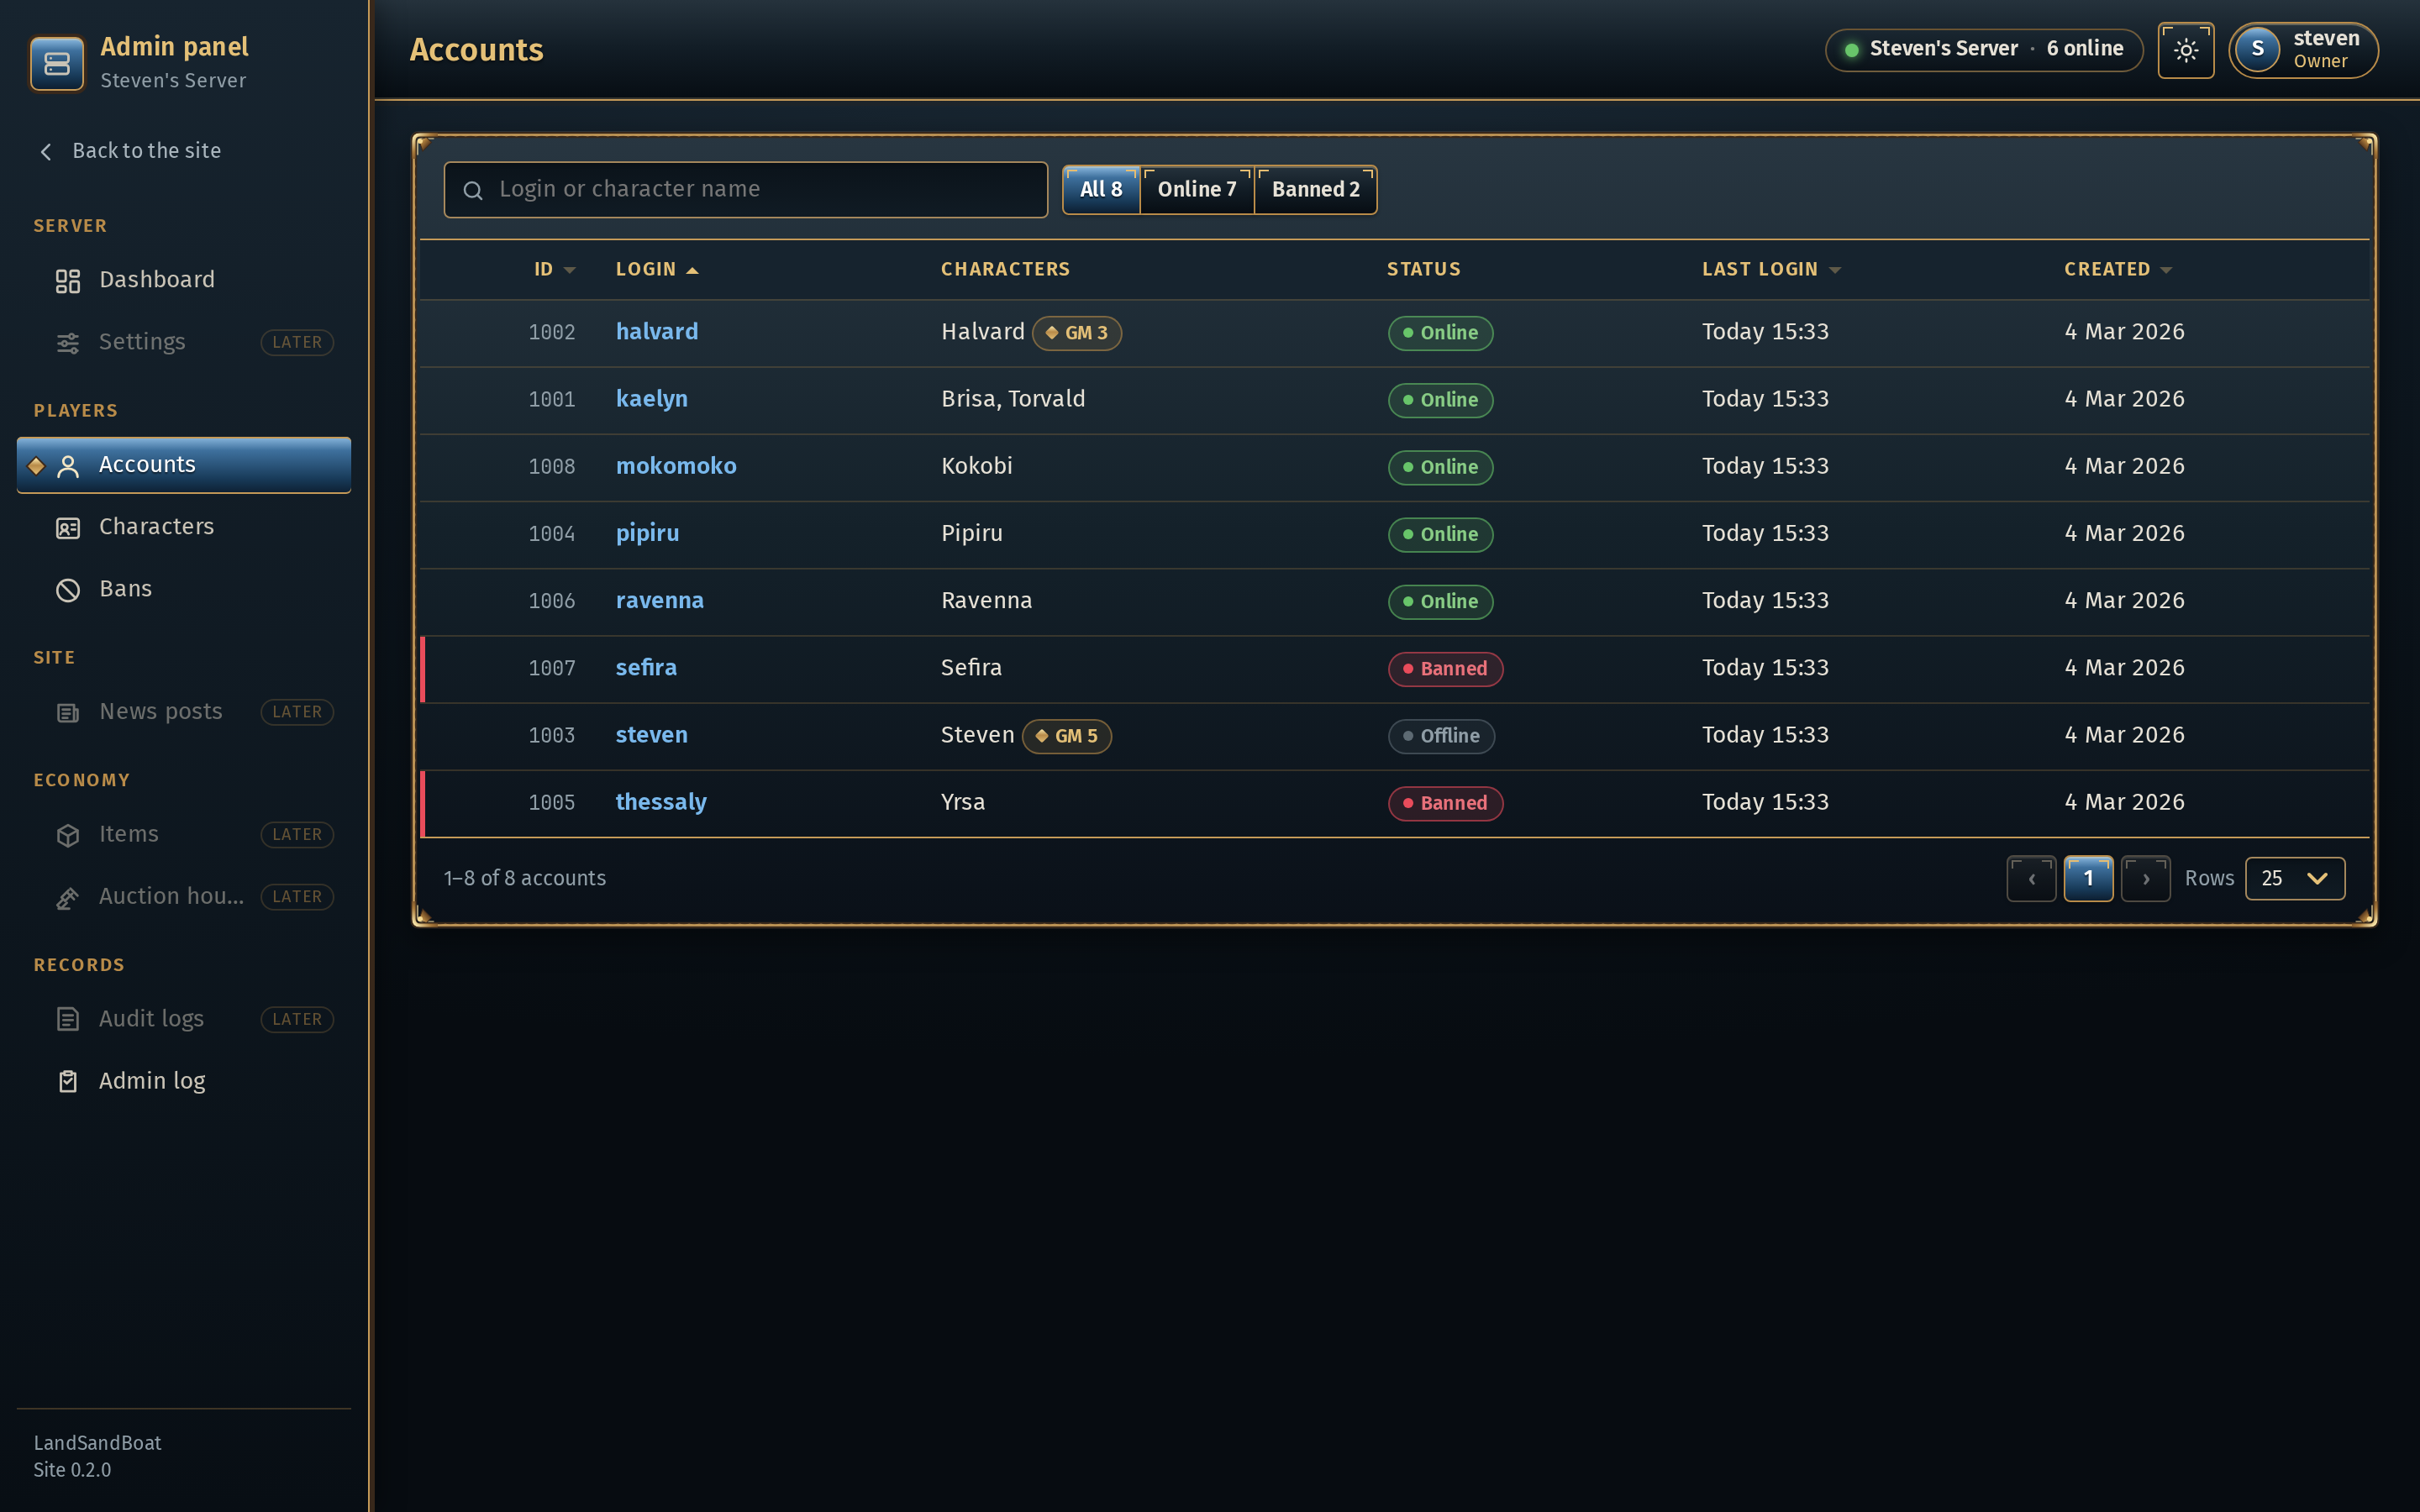 Admin panel
Steven's Server
Back to the site
SERVER
Dashboard
Settings LATER
PLAYERS
Accounts
Characters
Bans
SITE
News posts LATER
ECONOMY
Items LATER
Auction hou... LATER
RECORDS
Audit logs LATER
Admin log
LandSandBoat
Site 0.2.0
Accounts
Steven's Server · 6 online
S
steven
Owner
Login or character name
All 8 Online 7 Banned 2
ID LOGIN CHARACTERS STATUS LAST LOGIN CREATED
1002 halvard Halvard GM 3 Online Today 15:33 4 Mar 2026
1001 kaelyn Brisa, Torvald Online Today 15:33 4 Mar 2026
1008 mokomoko Kokobi Online Today 15:33 4 Mar 2026
1004 pipiru Pipiru Online Today 15:33 4 Mar 2026
1006 ravenna Ravenna Online Today 15:33 4 Mar 2026
1007 sefira Sefira Banned Today 15:33 4 Mar 2026
1003 steven Steven GM 5 Offline Today 15:33 4 Mar 2026
1005 thessaly Yrsa Banned Today 15:33 4 Mar 2026
1–8 of 8 accounts
‹ 1 › Rows 25